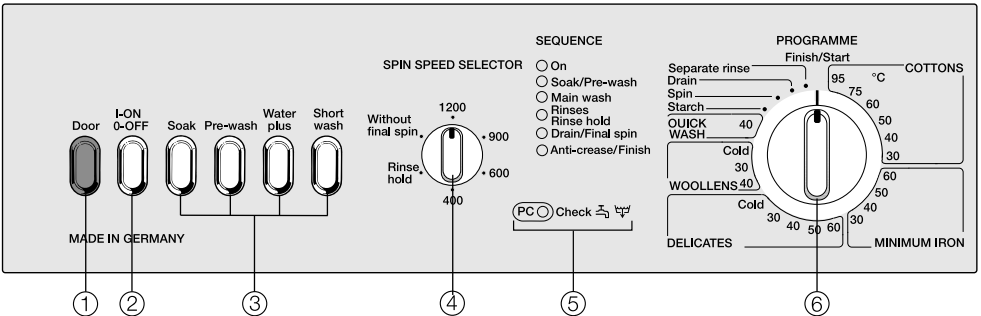 Door
I-ON
0-OFF
Soak
Pre-wash
Water
plus
Short
wash
MADE IN GERMANY
SPIN SPEED SELECTOR
1200
900
600
400
Rinse
hold
Without
final spin
SEQUENCE
On
Soak/Pre-wash
Main wash
Rinses
Rinse hold
Drain/Final spin
Anti-crease/Finish
PC
Check
PROGRAMME
Finish/Start
COTTONS
°C
95
75
60
50
40
30
MINIMUM IRON
60
50
40
30
DELICATES
60
50
40
30
Cold
WOOLLENS
40
30
Cold
QUICK
WASH
40
Starch
Spin
Drain
Separate rinse
1
2
3
4
5
6